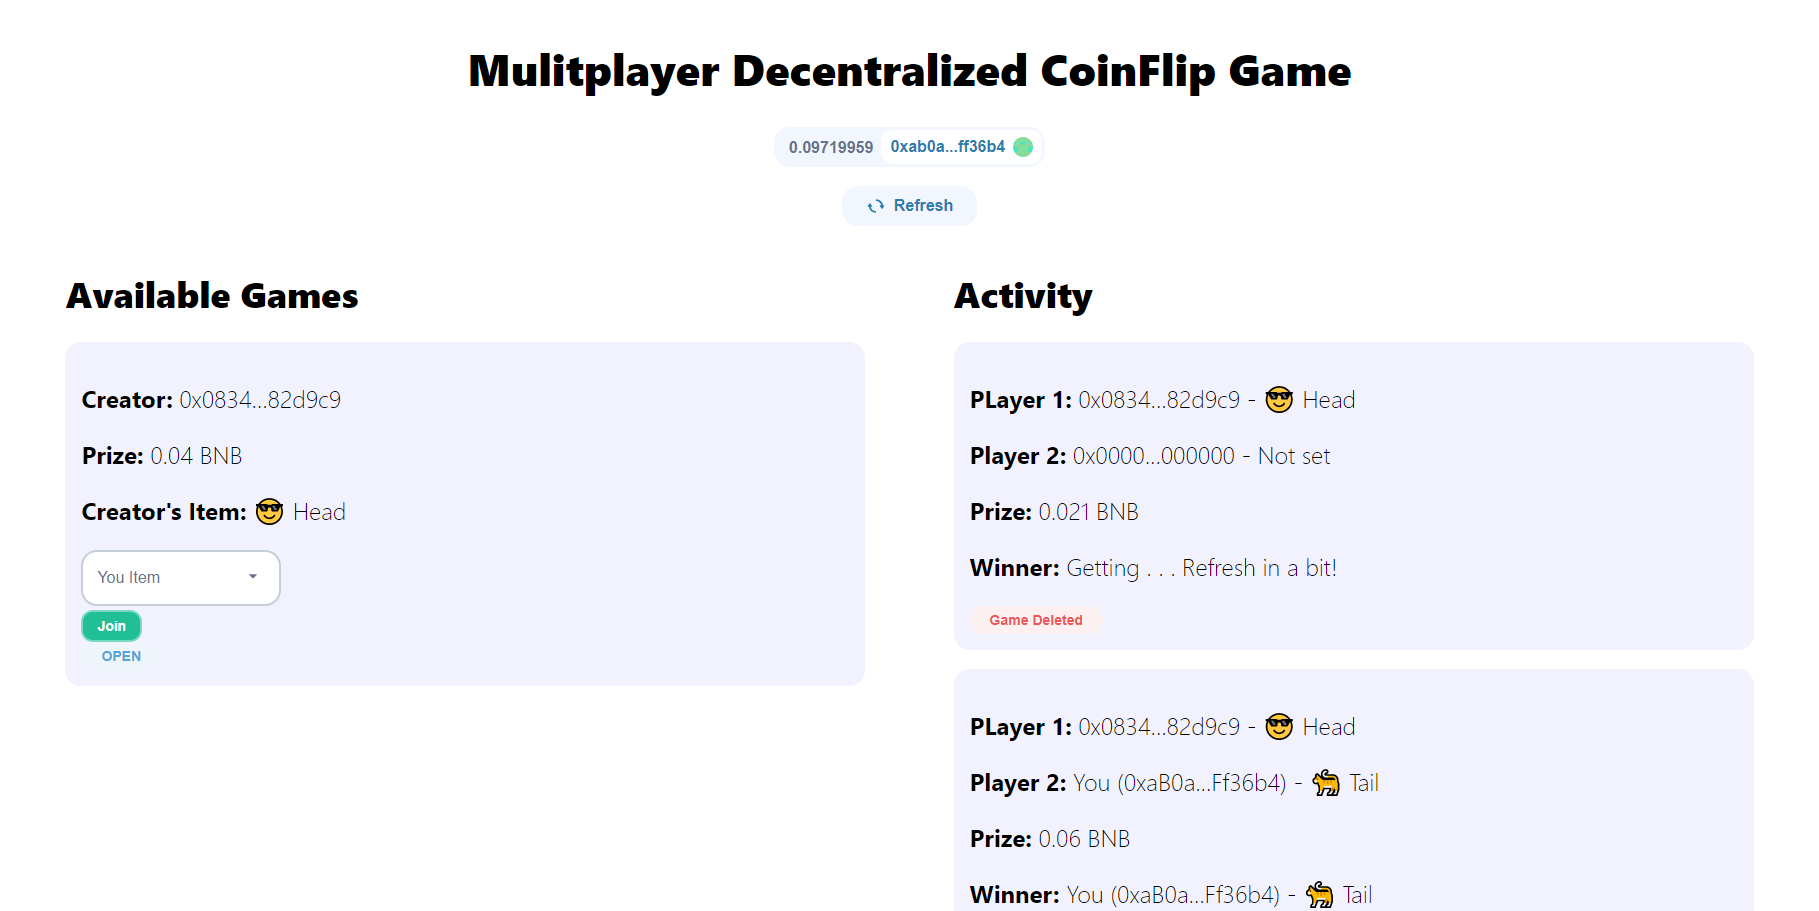 Mulitplayer Decentralized CoinFlip Game
0.09719959 0xab0a...ff36b4
Refresh
Available Games
Creator: 0x0834...82d9c9
Prize: 0.04 BNB
Creator's Item: 😎 Head
You Item
Join
OPEN
Activity
PLayer 1: 0x0834...82d9c9 - 😎 Head
Player 2: 0x0000...000000 - Not set
Prize: 0.021 BNB
Winner: Getting . . . Refresh in a bit!
Game Deleted
PLayer 1: 0x0834...82d9c9 - 😎 Head
Player 2: You (0xaB0a...Ff36b4) - 🐅 Tail
Prize: 0.06 BNB
Winner: You (0xaB0a...Ff36b4) - 🐅 Tail